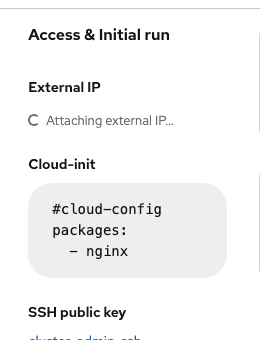 Access & Initial run
External IP
Attaching external IP...
Cloud-init
#cloud-config
packages:
  - nginx
SSH public key